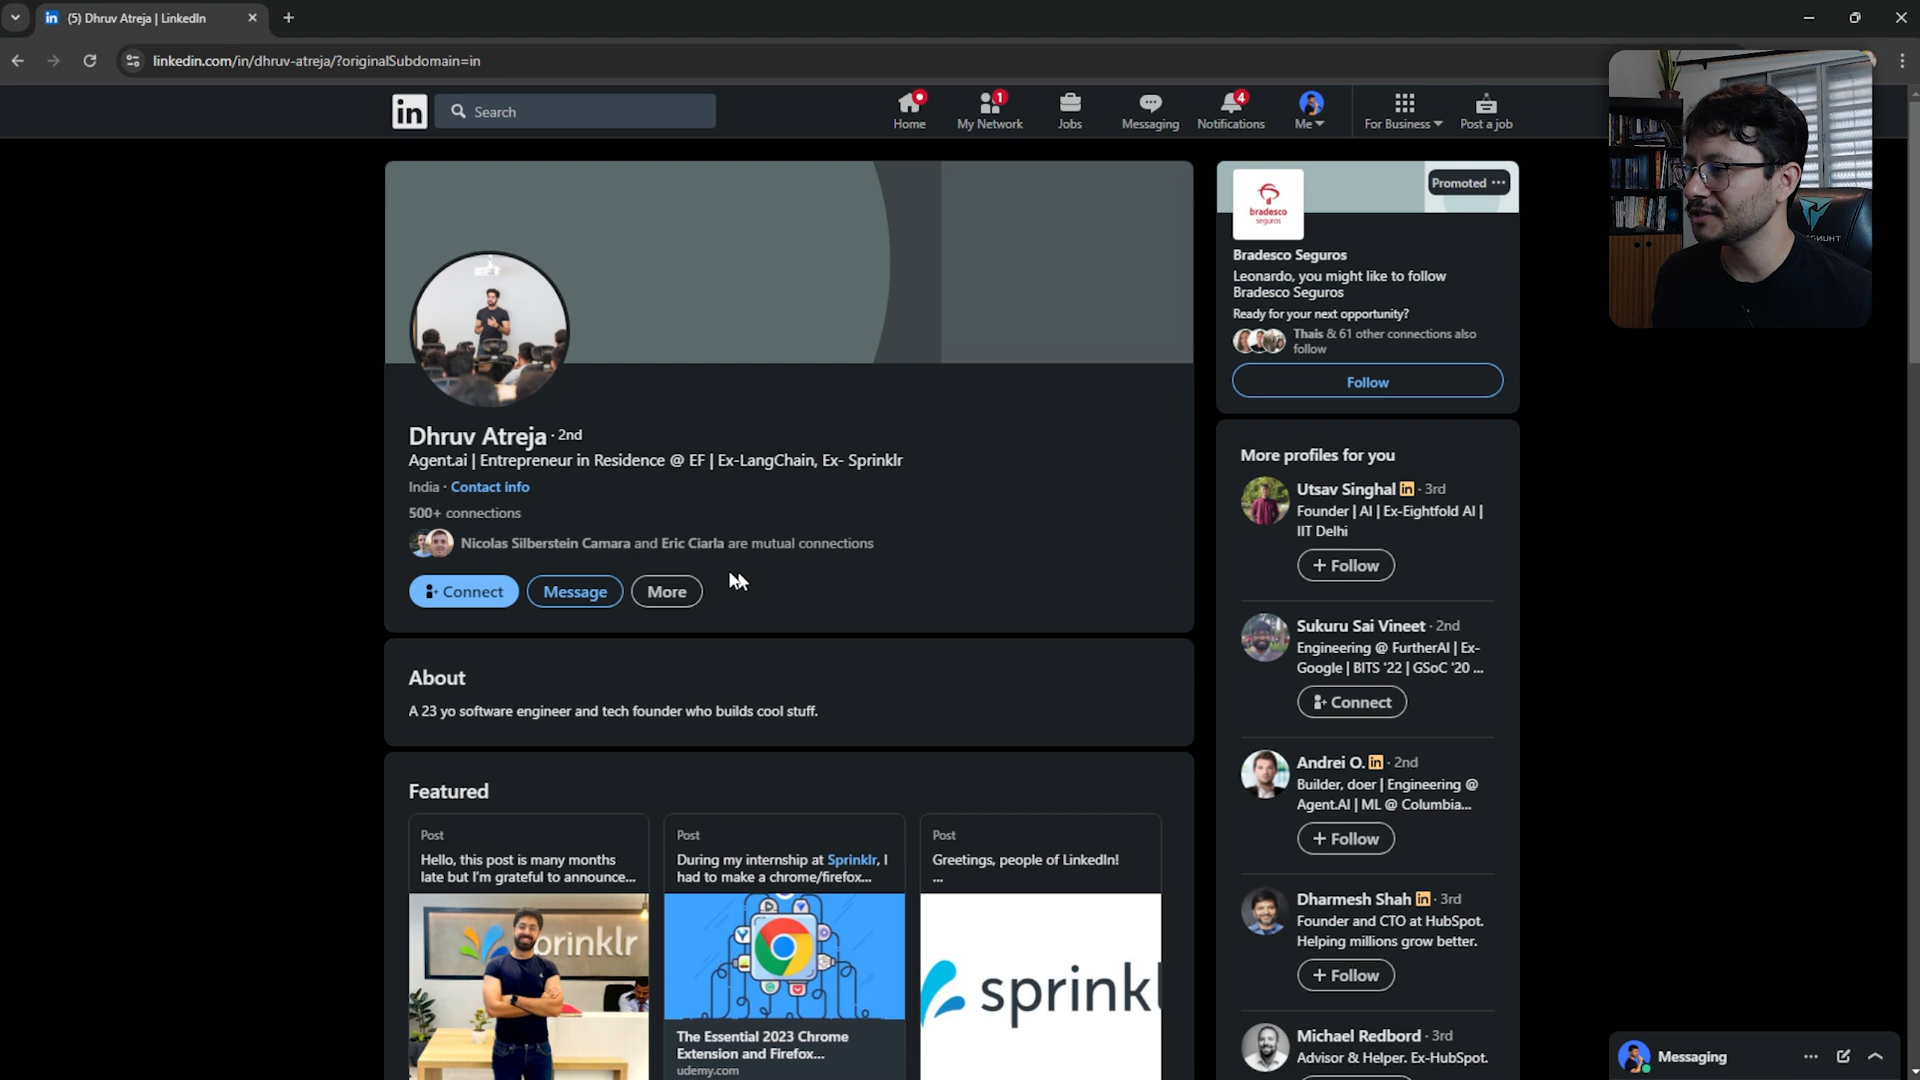 (5) Dhruv Atreja | LinkedIn
linkedin.com/in/dhruv-atreja/?originalSubdomain=in
in
Search
Home
1
My Network
Jobs
Messaging
4
Notifications
Me
For Business
Post a job
Dhruv Atreja · 2nd
Agent.ai | Entrepreneur in Residence @ EF | Ex-LangChain, Ex- Sprinklr
India · Contact info
500+ connections
Nicolas Silberstein Camara and Eric Ciarla are mutual connections
Connect
Message
More
About
A 23 yo software engineer and tech founder who builds cool stuff.
Featured
Post
Hello, this post is many months
late but I'm grateful to announce...
prinklr
Post
During my internship at Sprinklr, I
had to make a chrome/firefox...
The Essential 2023 Chrome
Extension and Firefox...
udemy.com
Post
Greetings, people of LinkedIn!
...
sprinkl
Promoted ···
bradesco
seguros
Bradesco Seguros
Leonardo, you might like to follow
Bradesco Seguros
Ready for your next opportunity?
Thais & 61 other connections also
follow
Follow
More profiles for you
Utsav Singhal in · 3rd
Founder | AI | Ex-Eightfold AI |
IIT Delhi
+ Follow
Sukuru Sai Vineet · 2nd
Engineering @ FurtherAI | Ex-
Google | BITS '22 | GSoC '20 ...
Connect
Andrei O. in · 2nd
Builder, doer | Engineering @
Agent.AI | ML @ Columbia...
+ Follow
Dharmesh Shah in · 3rd
Founder and CTO at HubSpot.
Helping millions grow better.
+ Follow
Michael Redbord · 3rd
Advisor & Helper. Ex-HubSpot.
Messaging